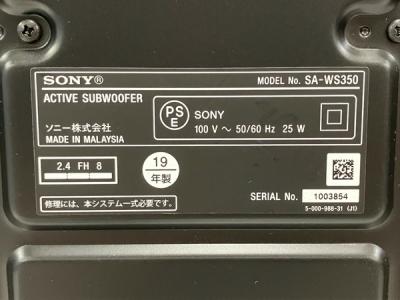 SONY® MODEL No. SA-WS350
ACTIVE SUBWOOFER
PS
E
SONY
100 V ～ 50/60 Hz 25 W
ソニー株式会社
MADE IN MALAYSIA
2.4 FH 8
19
年製
SERIAL No. 1003854
修理には、本システム一式必要です。
5-000-988-31 (J1)